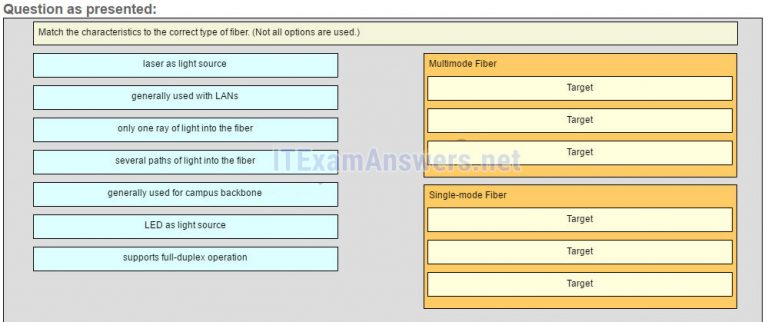 Question as presented:
Match the characteristics to the correct type of fiber. (Not all options are used.)
laser as light source
generally used with LANs
only one ray of light into the fiber
several paths of light into the fiber
generally used for campus backbone
LED as light source
supports full-duplex operation
Multimode Fiber
Target
Target
Target
Single-mode Fiber
Target
Target
Target
ITExamAnswers.net